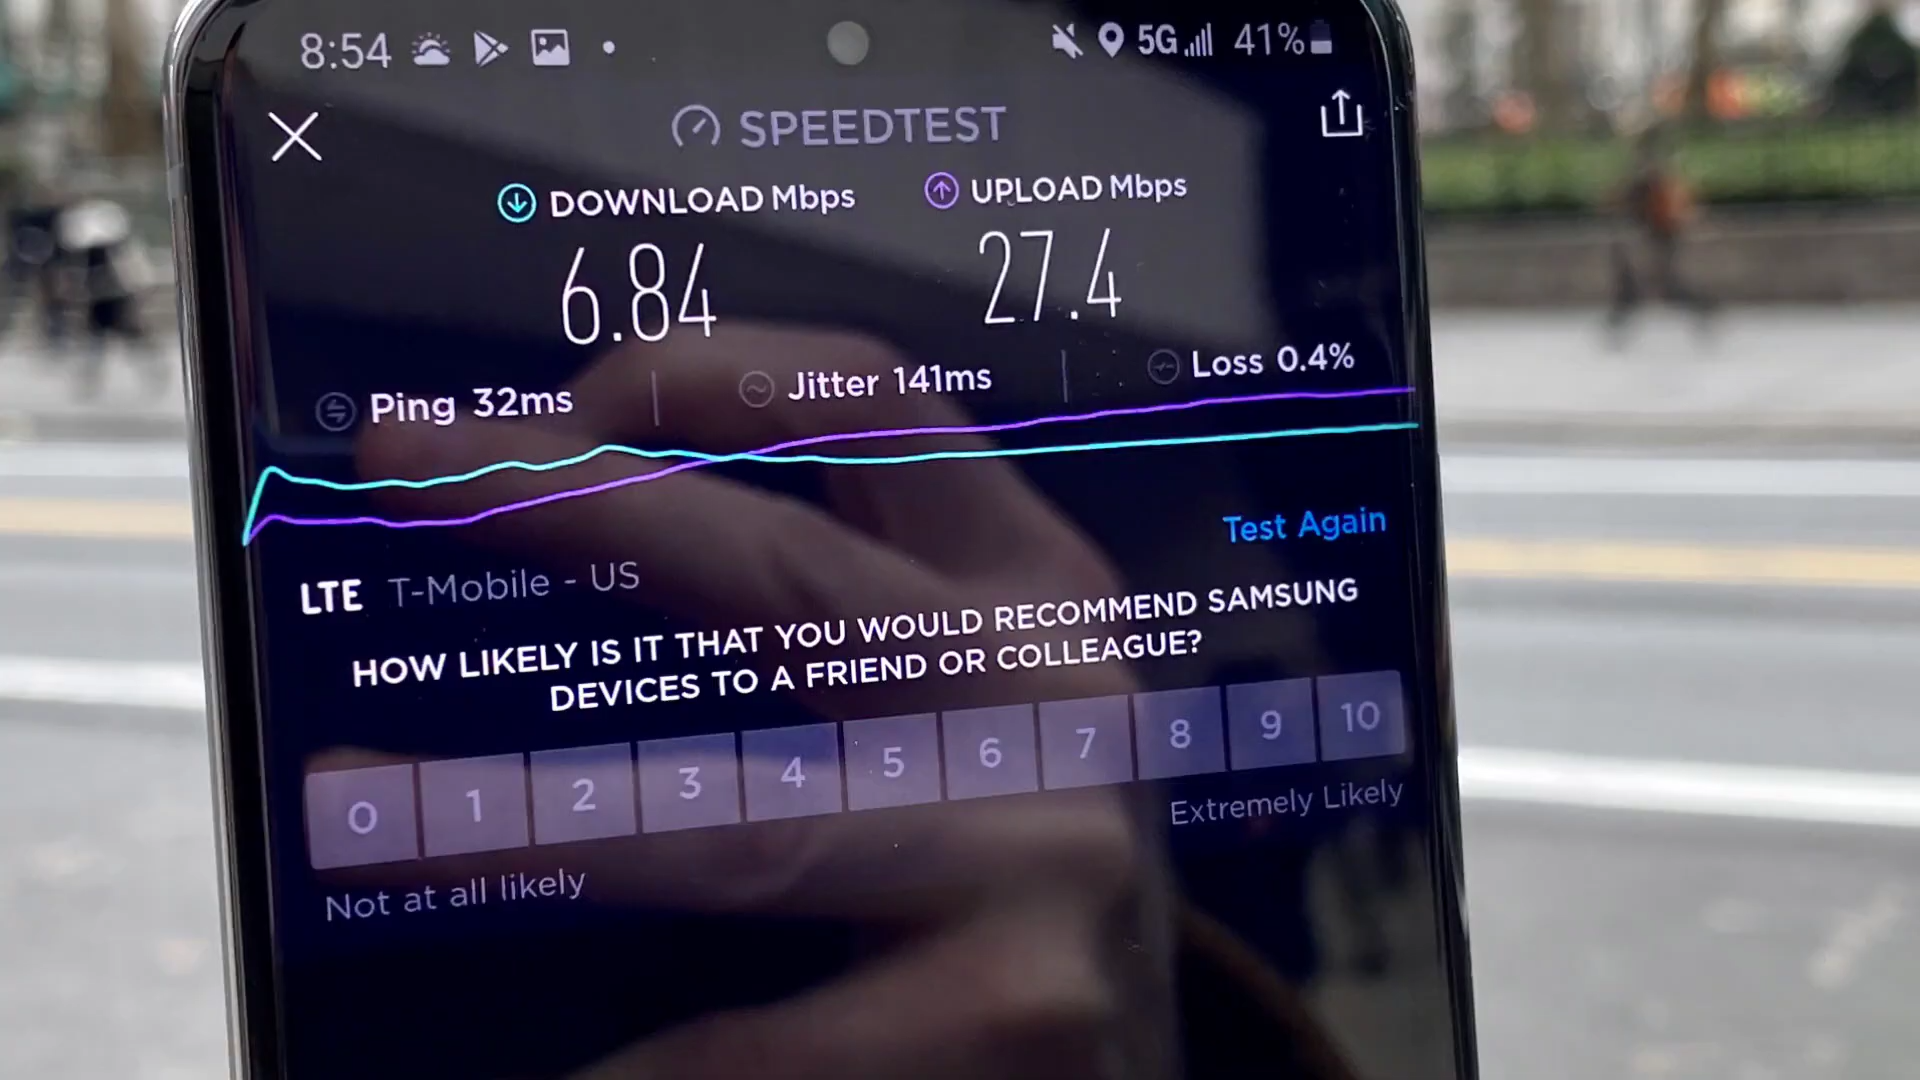 8:54 5G 41%
SPEEDTEST
DOWNLOAD Mbps UPLOAD Mbps
6.84 27.4
Ping 32ms Jitter 141ms Loss 0.4%
Test Again
LTE T-Mobile - US
HOW LIKELY IS IT THAT YOU WOULD RECOMMEND SAMSUNG
DEVICES TO A FRIEND OR COLLEAGUE?
0 1 2 3 4 5 6 7 8 9 10
Not at all likely Extremely Likely